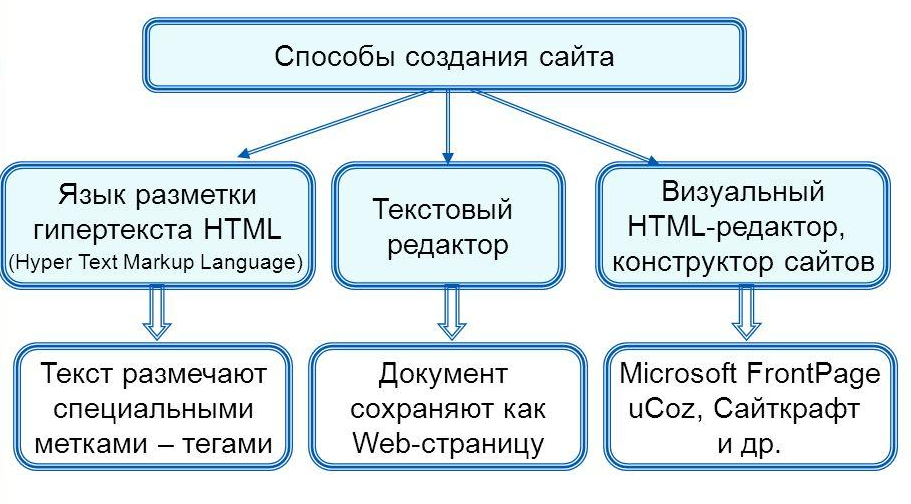 Способы создания сайта
Язык разметки
гипертекста HTML
(Hyper Text Markup Language)
Текстовый
редактор
Визуальный
HTML-редактор,
конструктор сайтов
Текст размечают
специальными
метками – тегами
Документ
сохраняют как
Web-страницу
Microsoft FrontPage
uCoz, Сайткрафт
и др.